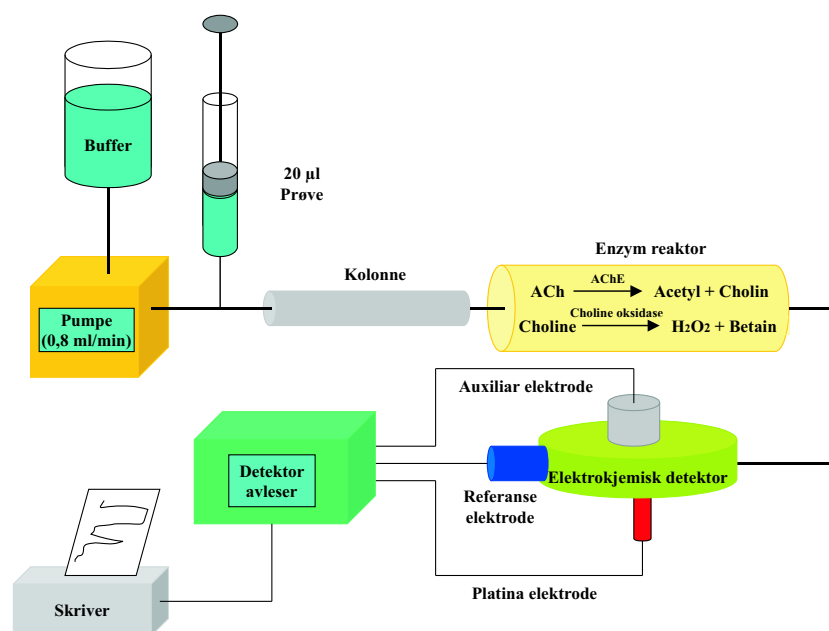 Buffer
20 µl
Prøve
Pumpe
(0,8 ml/min)
Kolonne
Enzym reaktor
ACh AChE Acetyl + Cholin
Choline Choline oksidase H₂O₂ + Betain
Auxiliar elektrode
Detektor
avleser
Referanse
elektrode
Elektrokjemisk detektor
Platina elektrode
Skriver